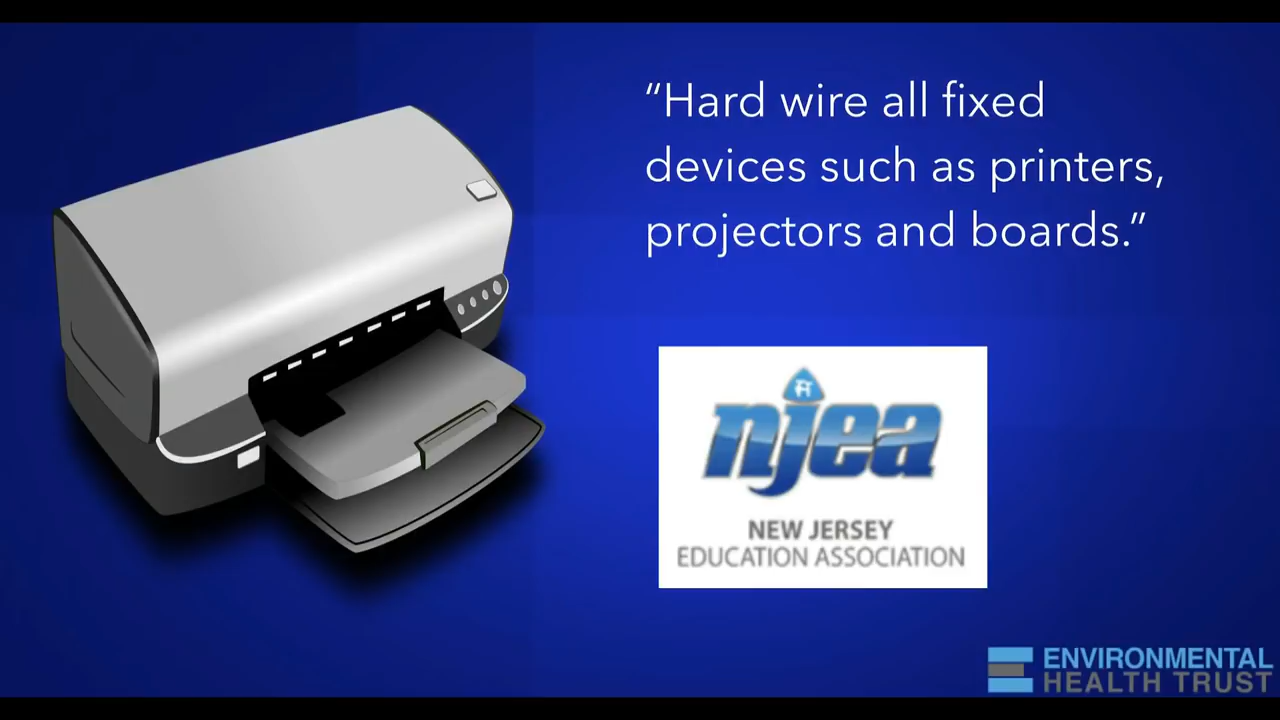 “Hard wire all fixed
devices such as printers,
projectors and boards.”
njea
NEW JERSEY
EDUCATION ASSOCIATION
ENVIRONMENTAL
HEALTH TRUST